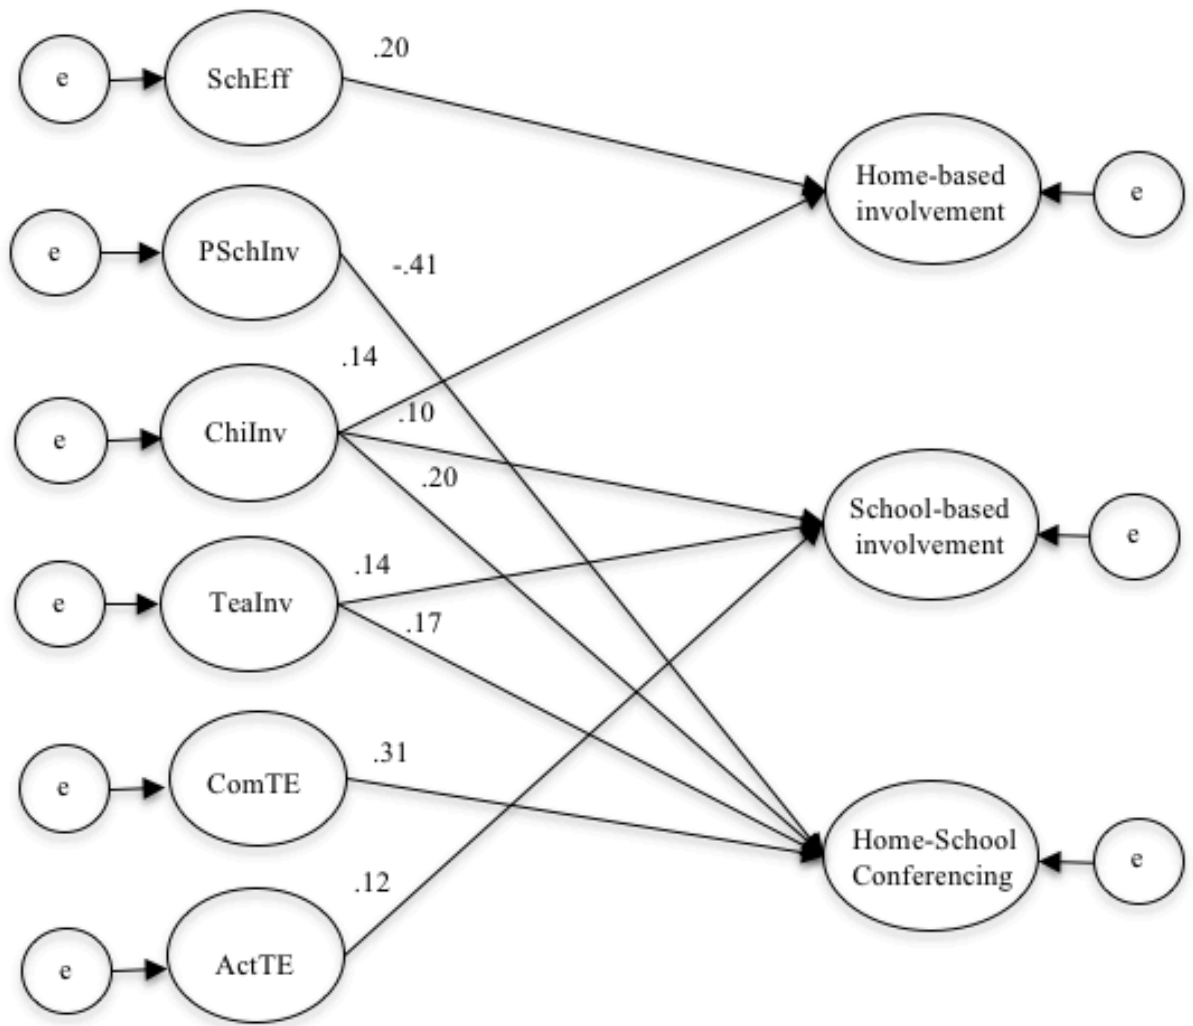 e
SchEff
.20
Home-based
involvement
e
e
PSchInv
-.41
.14
e
ChiInv
.10
.20
School-based
involvement
e
e
TeaInv
.14
.17
e
ComTE
.31
Home-School
Conferencing
e
e
ActTE
.12